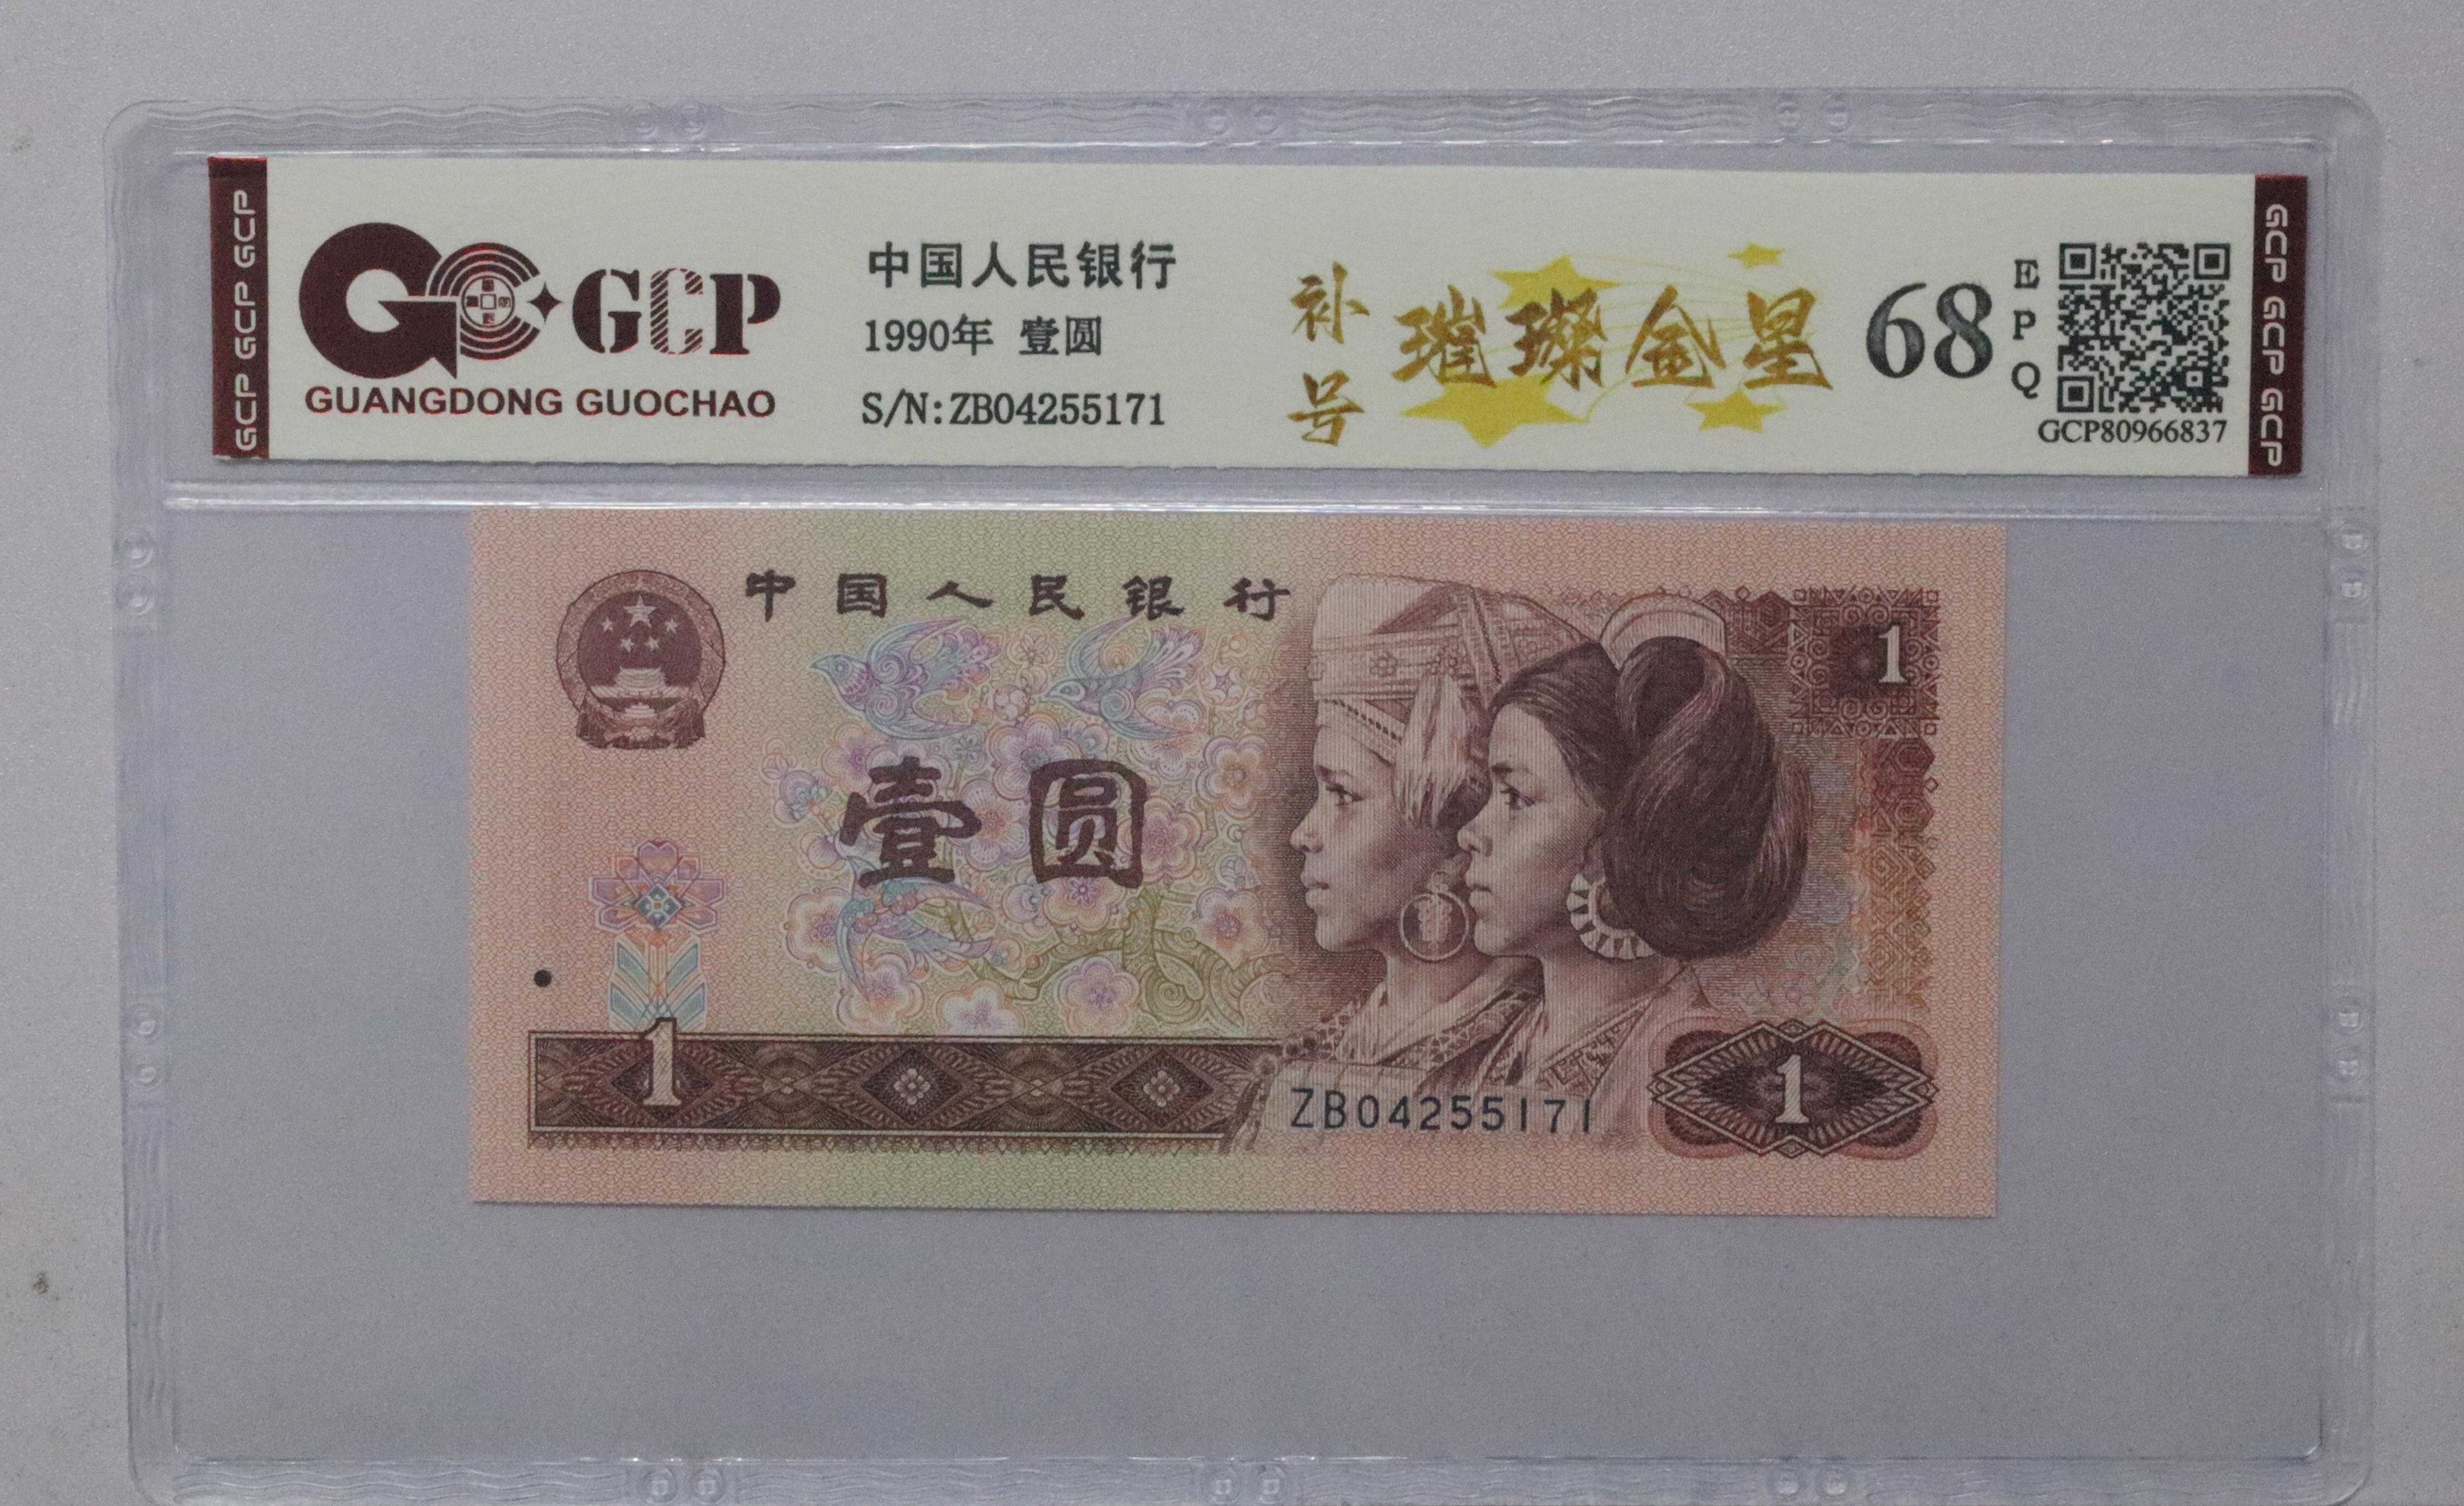 GCP GCP GCP
GCP
GUANGDONG GUOCHAO
中国人民银行
1990年 壹圆
S/N:ZB04255171
补号
璀璨金星
68
EPQ
GCP80966837
GCP GCP GCP
中国人民银行
1
壹圆
1
ZB04255171
1